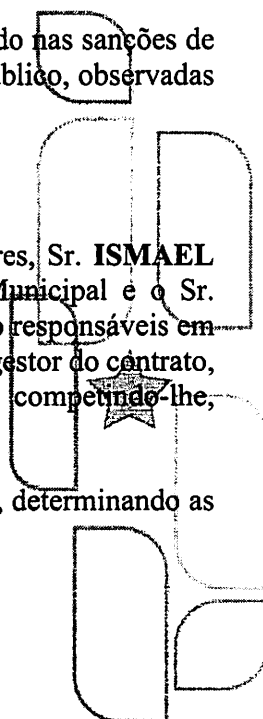 do nas sanções de
blico, observadas
res, Sr. ISMAEL
Municipal e o Sr.
responsáveis em
gestor do contrato,
competindo-lhe,
, determinando as